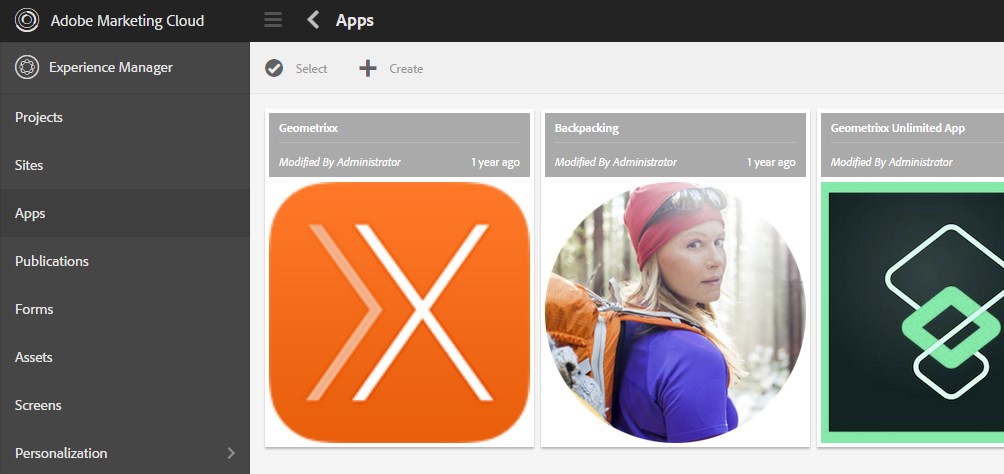 Adobe Marketing Cloud
Apps
Experience Manager
Select
Create
Projects
Sites
Apps
Publications
Forms
Assets
Screens
Personalization
Geometrixx
Modified By Administrator 1 year ago
Backpacking
Modified By Administrator 1 year ago
Geometrixx Unlimited App
Modified By Administrator